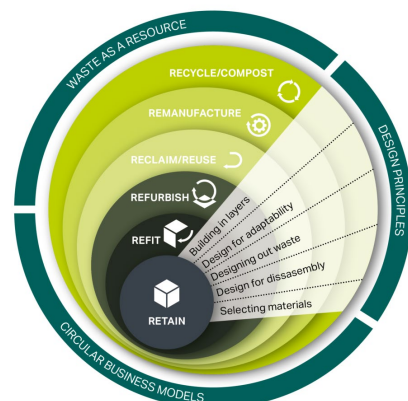 WASTE AS A RESOURCE
RECYCLE/COMPOST
REMANUFACTURE
RECLAIM/REUSE
REFURBISH
REFIT
RETAIN
Building in layers
Design for adaptability
Designing out waste
Design for dissasembly
Selecting materials
DESIGN PRINCIPLES
CIRCULAR BUSINESS MODELS